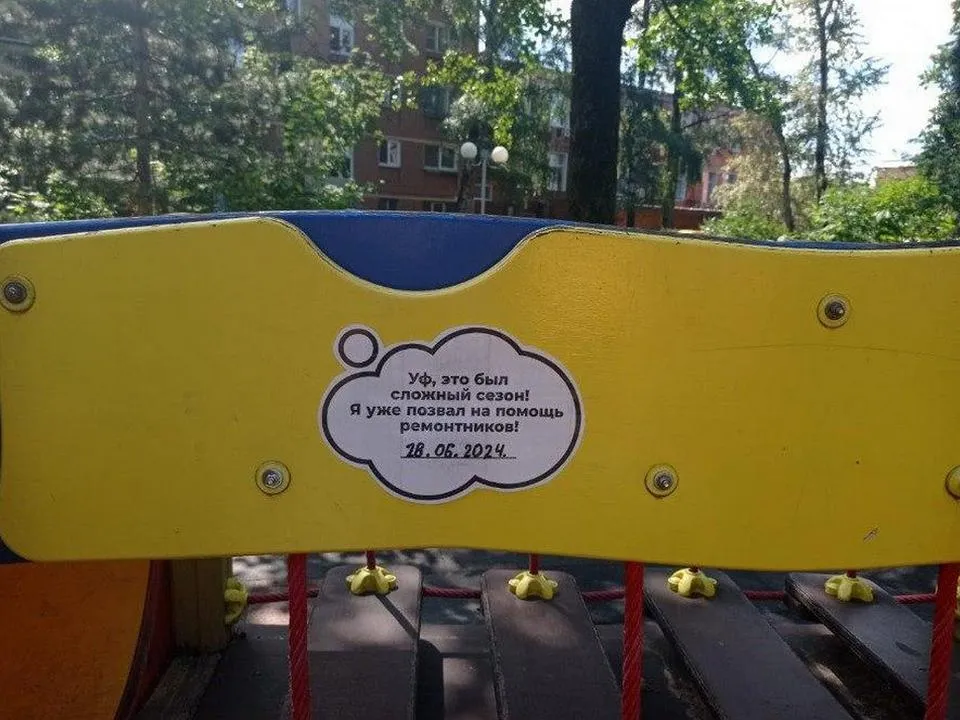 Уф, это был
сложный сезон!
Я уже позвал на помощь
ремонтников!
28.06.2024.